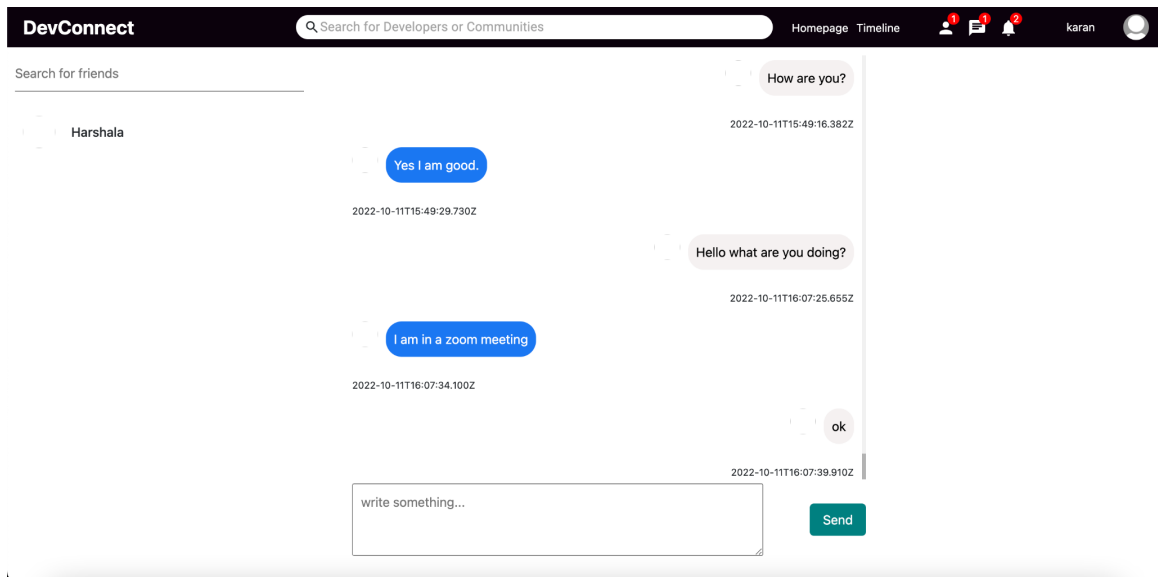 DevConnect
Search for Developers or Communities
Homepage Timeline
1
1
2
karan
Search for friends
Harshala
How are you?
2022-10-11T15:49:16.382Z
Yes I am good.
2022-10-11T15:49:29.730Z
Hello what are you doing?
2022-10-11T16:07:25.655Z
I am in a zoom meeting
2022-10-11T16:07:34.100Z
ok
2022-10-11T16:07:39.910Z
write something...
Send